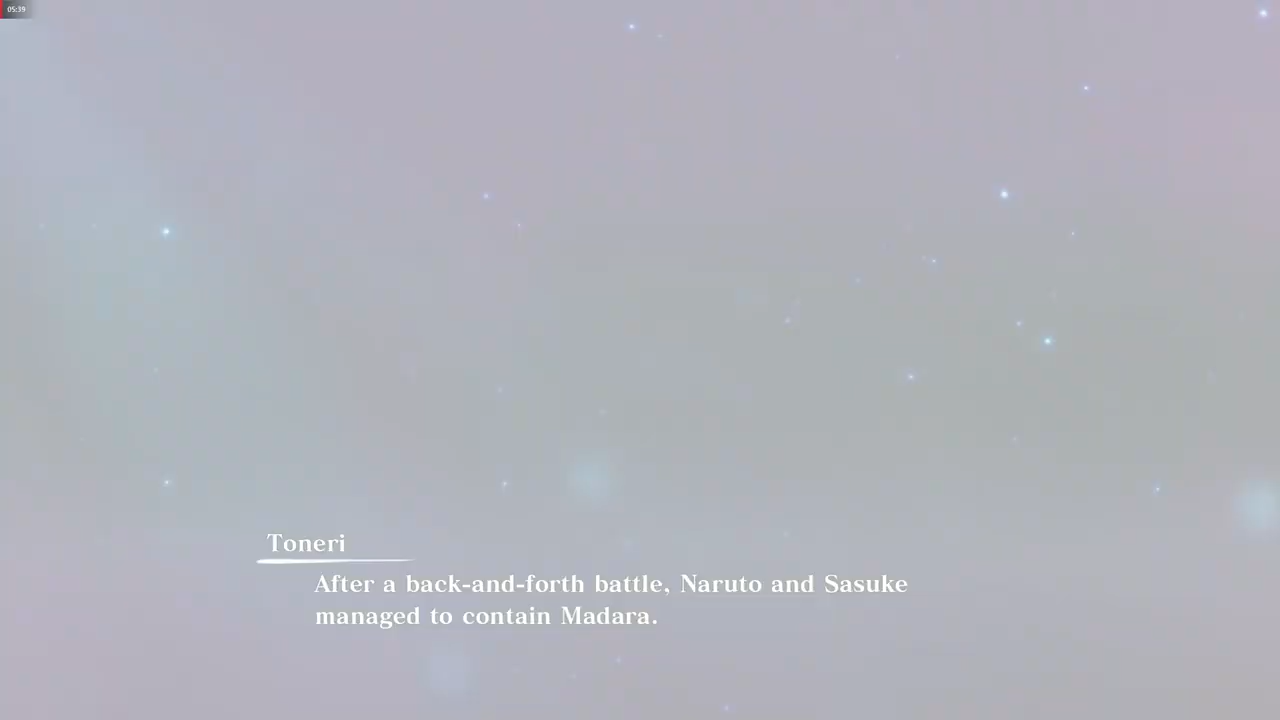 05:39
Toneri
After a back-and-forth battle, Naruto and Sasuke
managed to contain Madara.